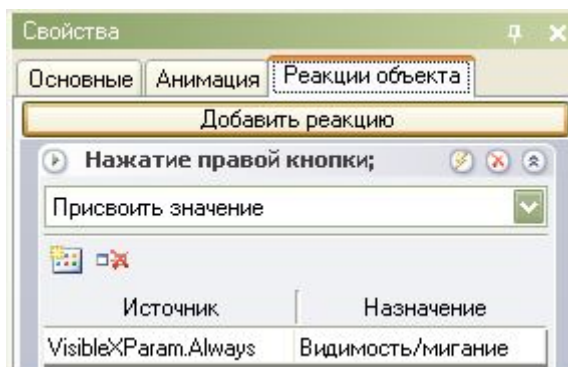 Свойства
Основные Анимация Реакции объекта
Добавить реакцию
Нажатие правой кнопки;
Присвоить значение
Источник Назначение
VisibleXParam.Always Видимость/мигание